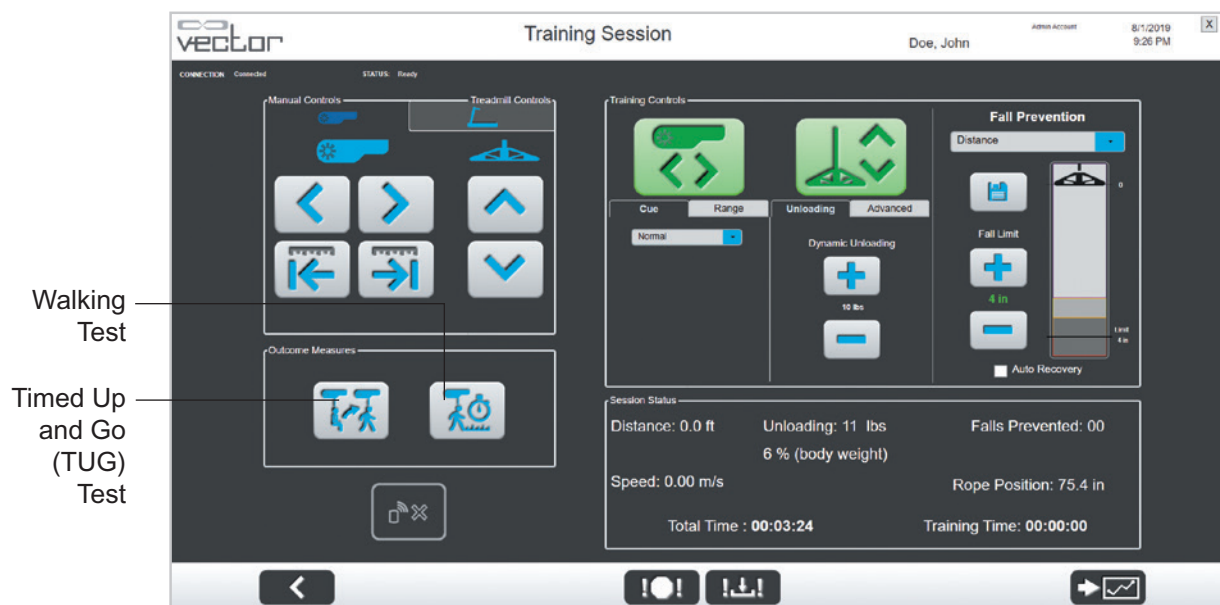 vector
Training Session
Doe, John
Admin Account
8/1/2019
9:26 PM
X
CONNECTION Connected
STATUS: Ready
Manual Controls
Treadmill Controls
Training Controls
Fall Prevention
Distance
0
Cue
Range
Unloading
Advanced
Normal
Dynamic Unloading
10 lbs
Fall Limit
4 in
Limit
4 in
Auto Recovery
Walking
Test
Outcome Measures
Timed Up
and Go
(TUG)
Test
Session Status
Distance: 0.0 ft
Unloading: 11 lbs
Falls Prevented: 00
6 % (body weight)
Speed: 0.00 m/s
Rope Position: 75.4 in
Total Time : 00:03:24
Training Time: 00:00:00